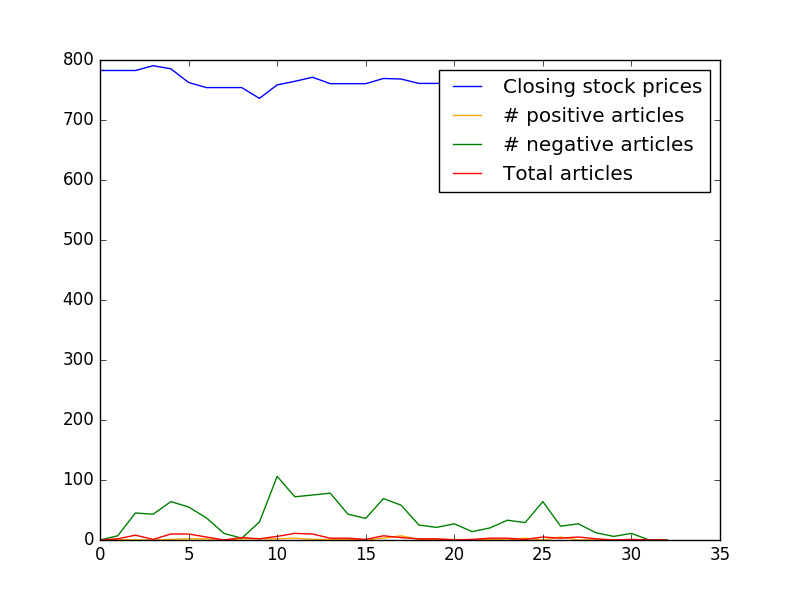 800
700
600
500
400
300
200
100
0
0 5 10 15 20 25 30 35
Closing stock prices
# positive articles
# negative articles
Total articles